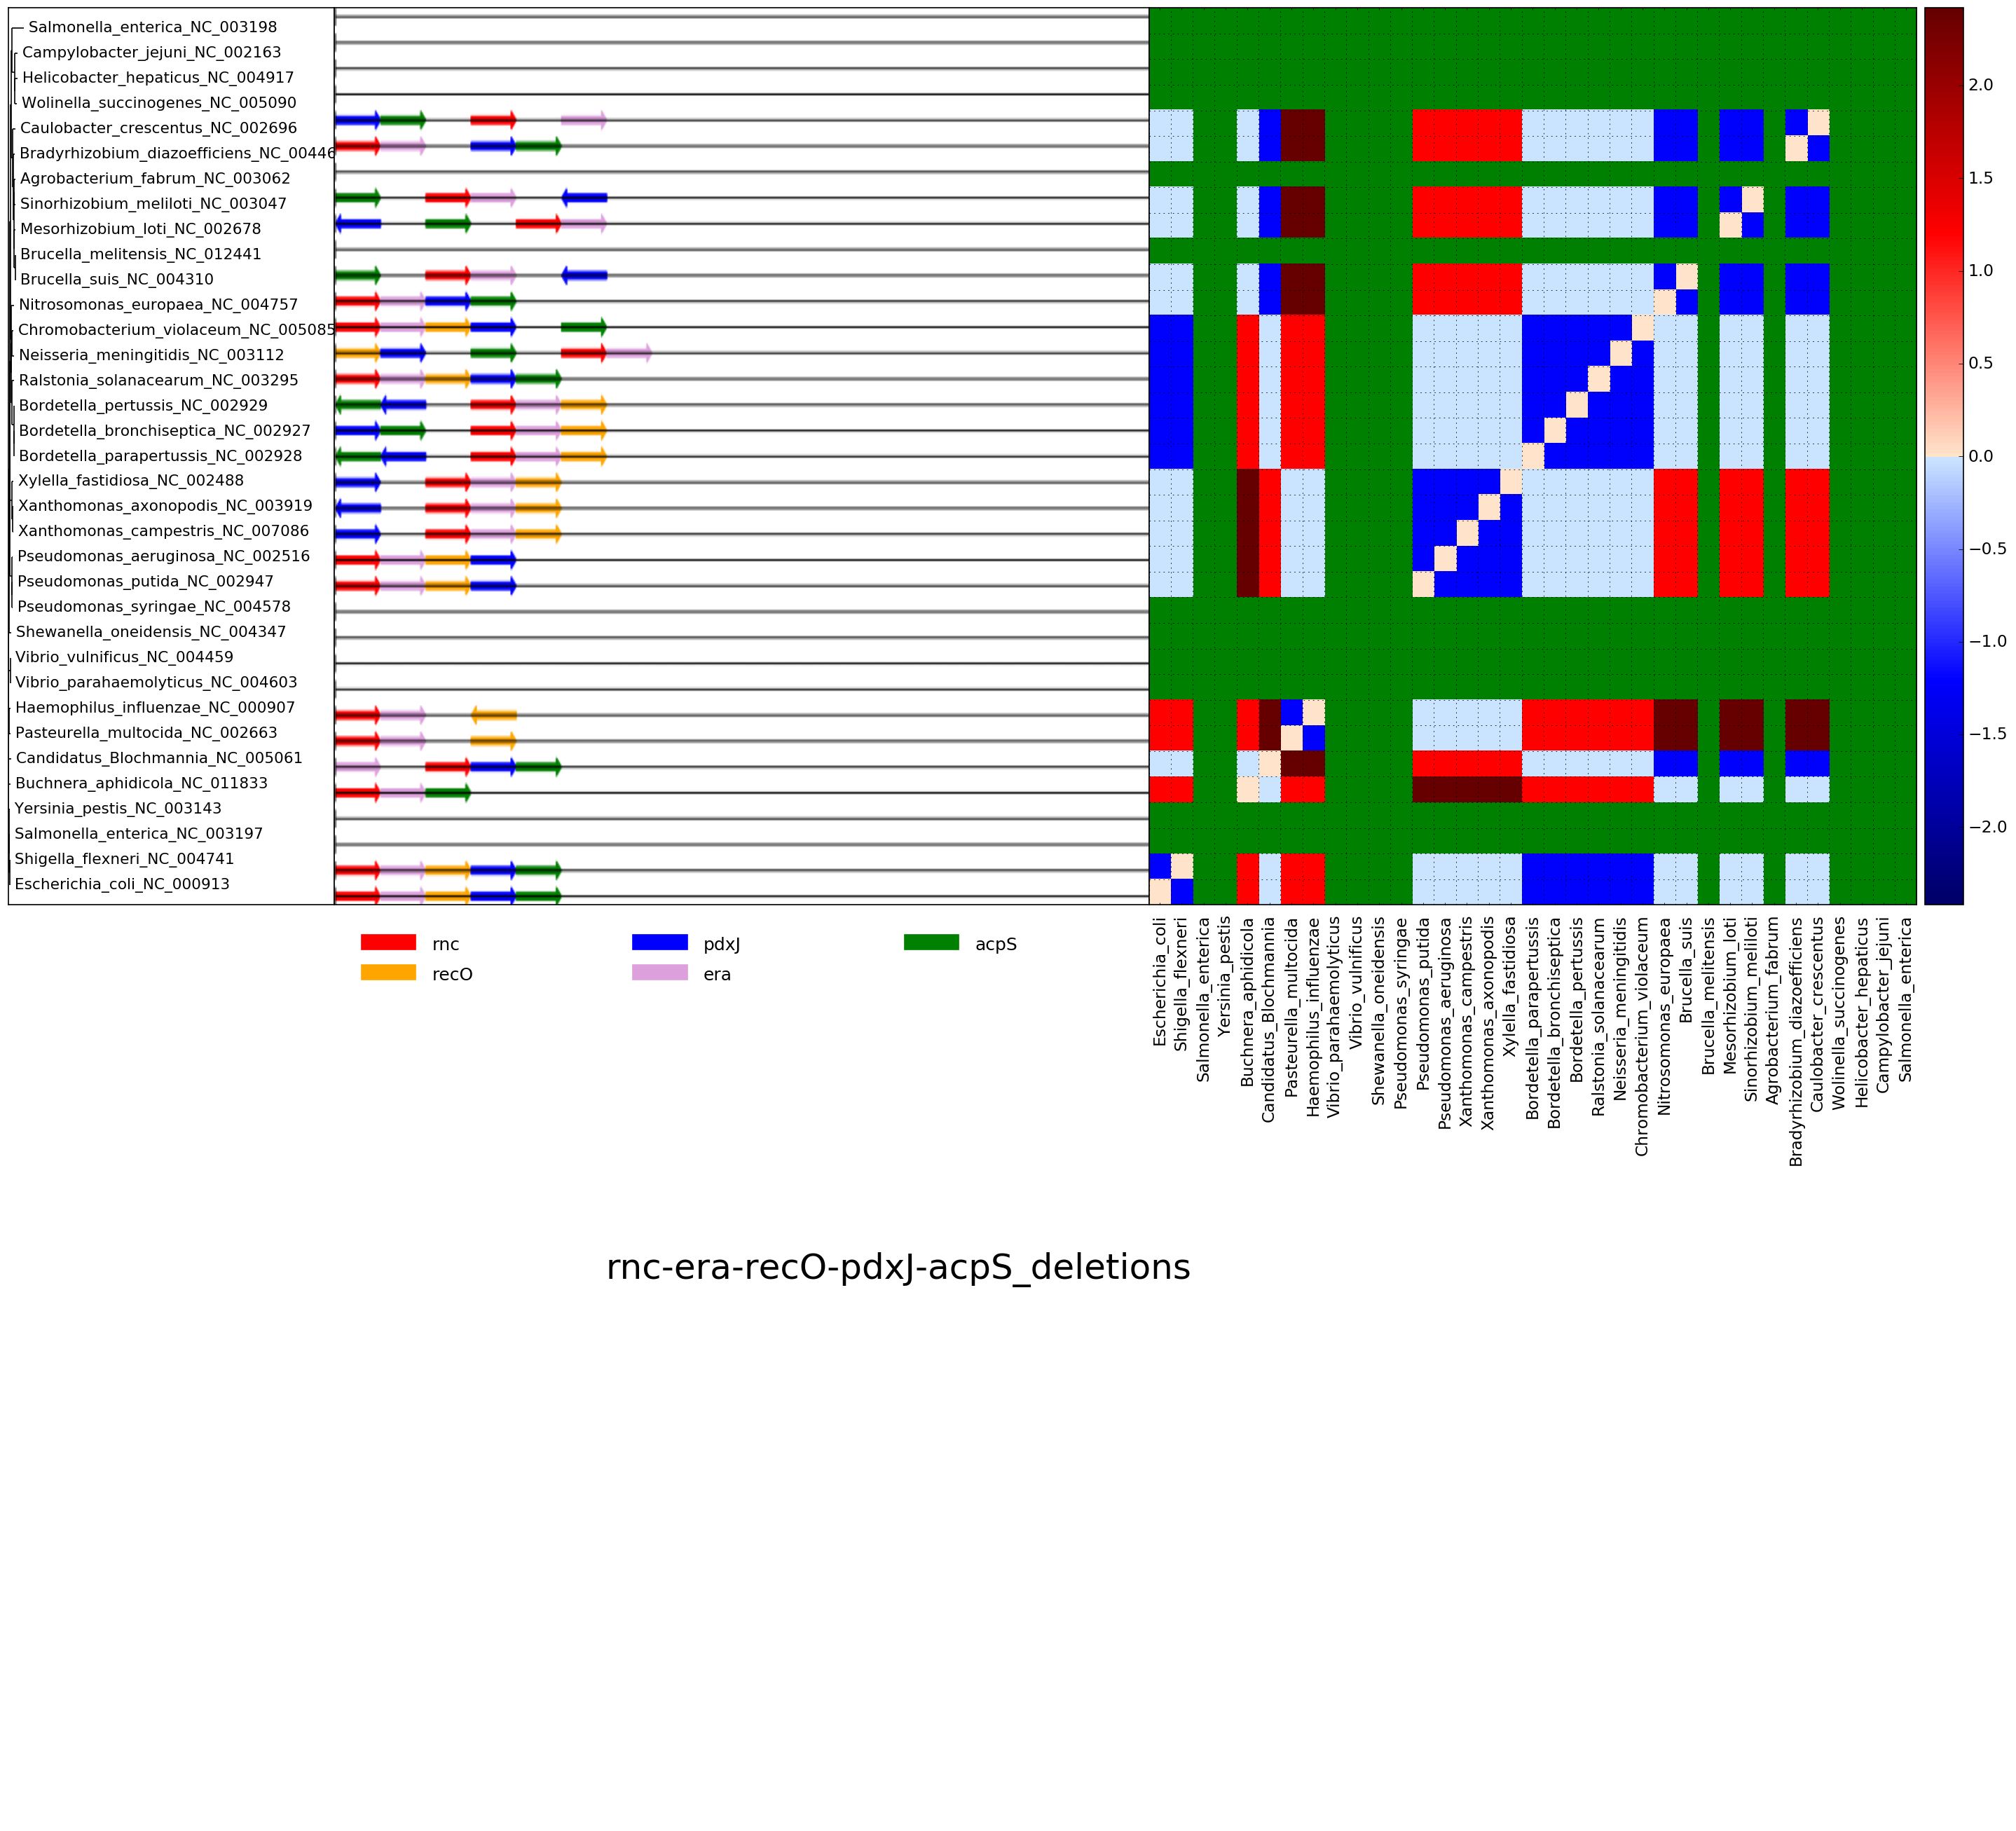 Salmonella_enterica_NC_003198
Campylobacter_jejuni_NC_002163
Helicobacter_hepaticus_NC_004917
Wolinella_succinogenes_NC_005090
Caulobacter_crescentus_NC_002696
Bradyrhizobium_diazoefficiens_NC_00446
Agrobacterium_fabrum_NC_003062
Sinorhizobium_meliloti_NC_003047
Mesorhizobium_loti_NC_002678
Brucella_melitensis_NC_012441
Brucella_suis_NC_004310
Nitrosomonas_europaea_NC_004757
Chromobacterium_violaceum_NC_005085
Neisseria_meningitidis_NC_003112
Ralstonia_solanacearum_NC_003295
Bordetella_pertussis_NC_002929
Bordetella_bronchiseptica_NC_002927
Bordetella_parapertussis_NC_002928
Xylella_fastidiosa_NC_002488
Xanthomonas_axonopodis_NC_003919
Xanthomonas_campestris_NC_007086
Pseudomonas_aeruginosa_NC_002516
Pseudomonas_putida_NC_002947
Pseudomonas_syringae_NC_004578
Shewanella_oneidensis_NC_004347
Vibrio_vulnificus_NC_004459
Vibrio_parahaemolyticus_NC_004603
Haemophilus_influenzae_NC_000907
Pasteurella_multocida_NC_002663
Candidatus_Blochmannia_NC_005061
Buchnera_aphidicola_NC_011833
Yersinia_pestis_NC_003143
Salmonella_enterica_NC_003197
Shigella_flexneri_NC_004741
Escherichia_coli_NC_000913
2.0
1.5
1.0
0.5
0.0
−0.5
−1.0
−1.5
−2.0
rnc
pdxJ
acpS
recO
era
Escherichia_coli
Shigella_flexneri
Salmonella_enterica
Yersinia_pestis
Buchnera_aphidicola
Candidatus_Blochmannia
Pasteurella_multocida
Haemophilus_influenzae
Vibrio_parahaemolyticus
Vibrio_vulnificus
Shewanella_oneidensis
Pseudomonas_syringae
Pseudomonas_putida
Pseudomonas_aeruginosa
Xanthomonas_campestris
Xanthomonas_axonopodis
Xylella_fastidiosa
Bordetella_parapertussis
Bordetella_bronchiseptica
Bordetella_pertussis
Ralstonia_solanacearum
Neisseria_meningitidis
Chromobacterium_violaceum
Nitrosomonas_europaea
Brucella_suis
Brucella_melitensis
Mesorhizobium_loti
Sinorhizobium_meliloti
Agrobacterium_fabrum
Bradyrhizobium_diazoefficiens
Caulobacter_crescentus
Wolinella_succinogenes
Helicobacter_hepaticus
Campylobacter_jejuni
Salmonella_enterica
rnc-era-recO-pdxJ-acpS_deletions